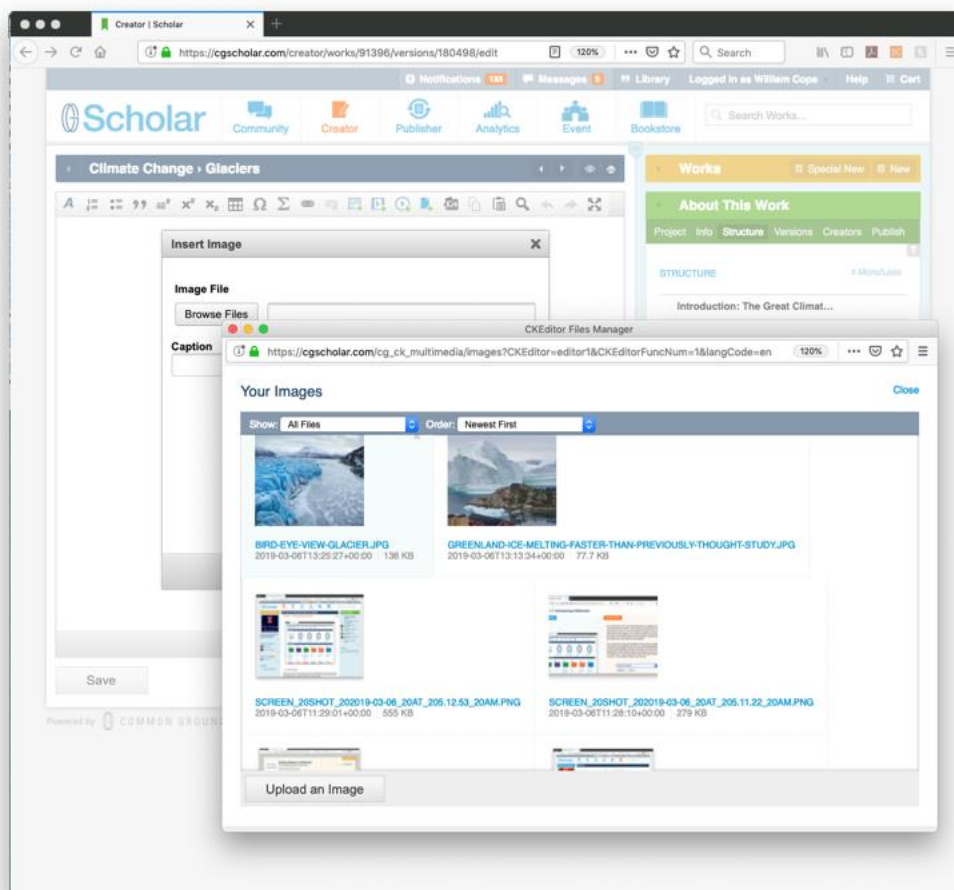 Creator | Scholar
https://cgscholar.com/creator/works/91396/versions/180498/edit 120% Search
Notifications Messages Library Logged in as William Cope Help Cart
Scholar Community Creator Publisher Analytics Event Bookstore Search Works...
Climate Change › Glaciers
Works Special New New
About This Work
Project Info Structure Versions Creators Publish
STRUCTURE More/Less
Introduction: The Great Climat...
Insert Image
Image File
Browse Files
Caption
Save
Powered by COMMON GROUN
CKEditor Files Manager
https://cgscholar.com/cg_ck_multimedia/images?CKEditor=editor1&CKEditorFuncNum=1&langCode=en 120%
Your Images Close
Show: All Files Order: Newest First
BIRD-EYE-VIEW-GLACIER.JPG GREENLAND-ICE-MELTING-FASTER-THAN-PREVIOUSLY-THOUGHT-STUDY.JPG
2019-03-06T13:25:27+00:00 136 KB 2019-03-06T13:13:34+00:00 77.7 KB
SCREEN_20SHOT_202019-03-06_20AT_205.12.53_20AM.PNG SCREEN_20SHOT_202019-03-06_20AT_205.11.22_20AM.PNG
2019-03-06T11:29:01+00:00 555 KB 2019-03-06T11:28:10+00:00 279 KB
Upload an Image